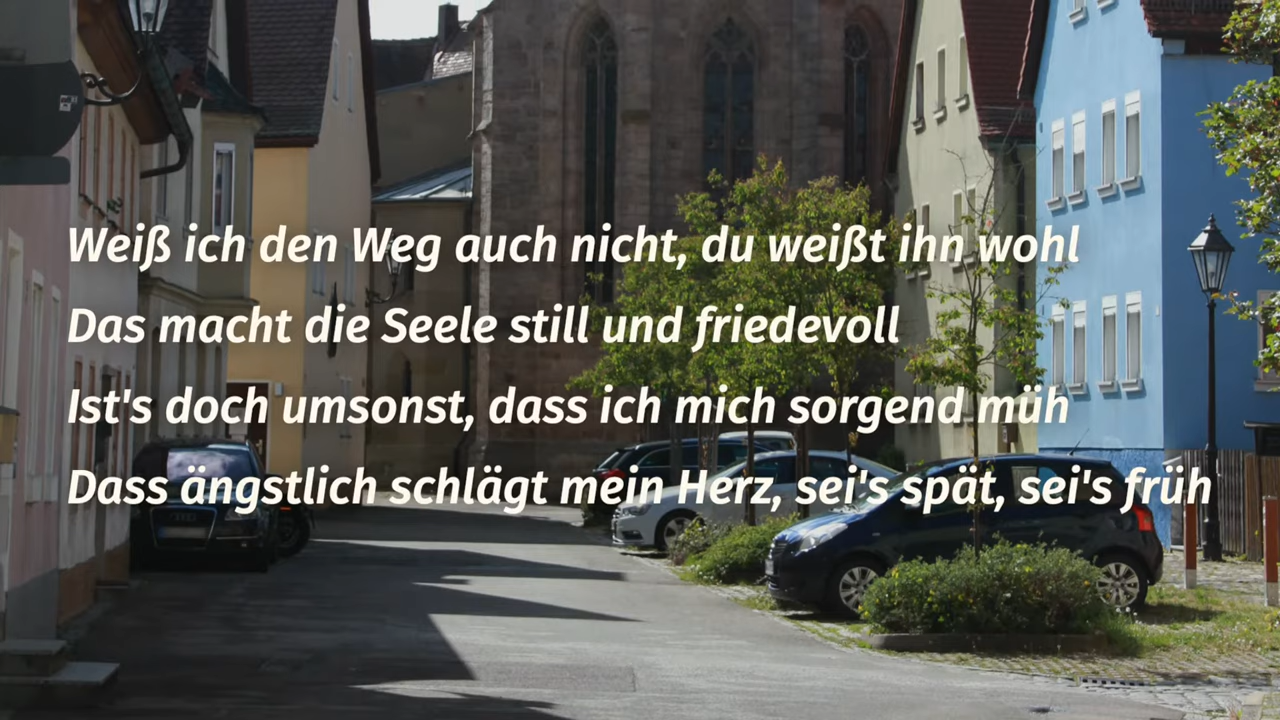 Weiß ich den Weg auch nicht, du weißt ihn wohl
Das macht die Seele still und friedevoll
Ist's doch umsonst, dass ich mich sorgend müh
Dass ängstlich schlägt mein Herz, sei's spät, sei's früh